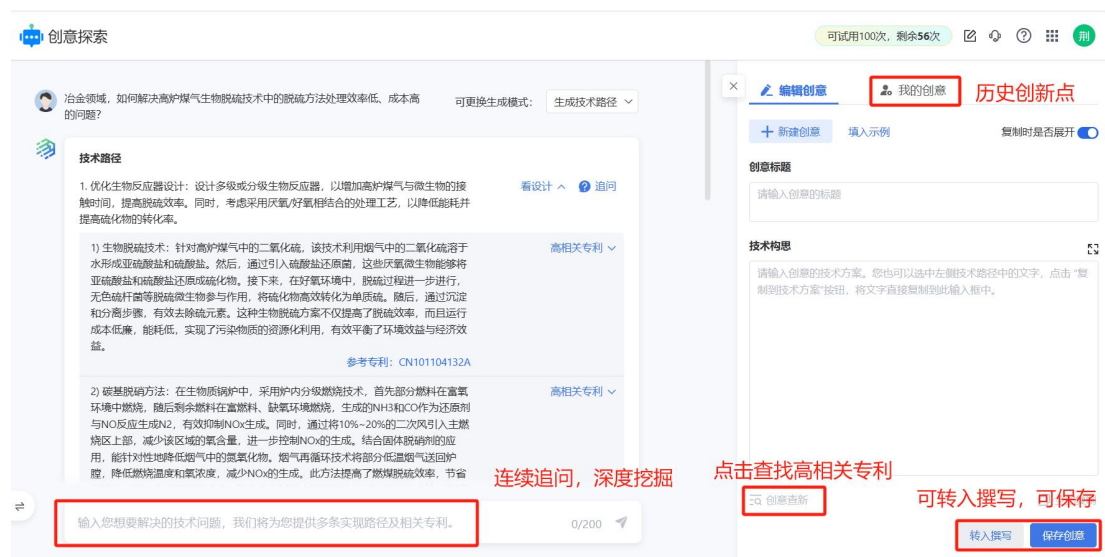 创意探索
可试用100次，剩余56次
荆
冶金领域，如何解决高炉煤气生物脱硫技术中的脱硫方法处理效率低、成本高
的问题?
可更换生成模式：
生成技术路径
技术路径
1. 优化生物反应器设计：设计多级或分级生物反应器，以增加高炉煤气与微生物的接
触时间，提高脱硫效率。同时，考虑采用厌氧/好氧相结合的处理工艺，以降低能耗并
提高硫化物的转化率。
看设计
追问
1) 生物脱硫技术：针对高炉煤气中的二氧化硫，该技术利用烟气中的二氧化硫溶于
水形成亚硫酸盐和硫酸盐。然后，通过引入硫酸盐还原菌，这些厌氧微生物能够将
亚硫酸盐和硫酸盐还原成硫化物。接下来，在好氧环境中，脱硫过程进一步进行，
无色硫杆菌等脱硫微生物参与作用，将硫化物高效转化为单质硫。随后，通过沉淀
和分离步骤，有效去除硫元素。这种生物脱硫方案不仅提高了脱硫效率，而且运行
成本低廉，能耗低，实现了污染物质的资源化利用，有效平衡了环境效益与经济效
益。
高相关专利
参考专利：CN101104132A
2) 碳基脱硝方法：在生物质锅炉中，采用炉内分级燃烧技术，首先部分燃料在富氧
环境中燃烧，随后剩余燃料在富燃料、缺氧环境燃烧，生成的NH3和CO作为还原剂
与NO反应生成N2，有效抑制NOx生成。同时，通过将10%~20%的二次风引入主燃
烧区上部，减少该区域的氧含量，进一步控制NOx的生成。结合固体脱硝剂的应
用，能针对性地降低烟气中的氮氧化物。烟气再循环技术将部分低温烟气送回炉
膛，降低燃烧温度和氧浓度，减少NOx的生成。此方法提高了燃煤脱硫效率，节省
高相关专利
连续追问，深度挖掘
输入您想要解决的技术问题，我们将为您提供多条实现路径及相关专利。
0/200
编辑创意
我的创意
历史创新点
新建创意
填入示例
复制时是否展开
创意标题
请输入创意的标题
技术构思
请输入创意的技术方案。您也可以选中左侧技术路径中的文字，点击“复
制到技术方案”按钮，将文字直接复制到此输入框中。
点击查找高相关专利
创意查新
可转入撰写，可保存
转入撰写
保存创意